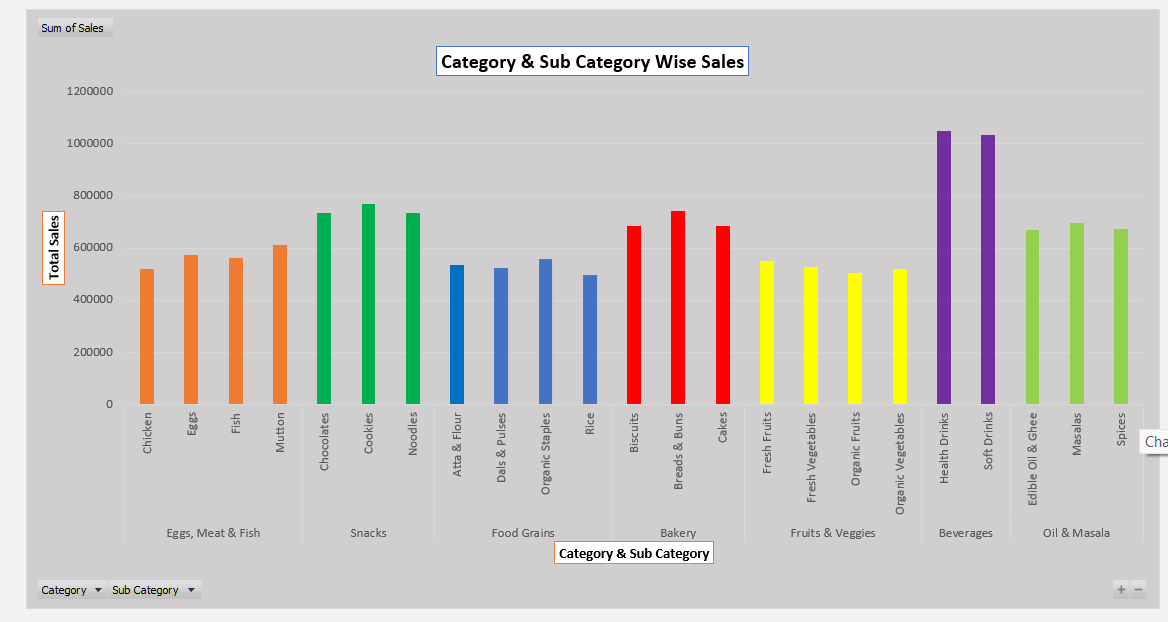 Sum of Sales
Category & Sub Category Wise Sales
1200000
1000000
800000
600000
400000
200000
0
Total Sales
Chicken
Eggs
Fish
Mutton
Chocolates
Cookies
Noodles
Atta & Flour
Dals & Pulses
Organic Staples
Rice
Biscuits
Breads & Buns
Cakes
Fresh Fruits
Fresh Vegetables
Organic Fruits
Organic Vegetables
Health Drinks
Soft Drinks
Edible Oil & Ghee
Masalas
Spices
Cha
Eggs, Meat & Fish
Snacks
Food Grains
Bakery
Fruits & Veggies
Beverages
Oil & Masala
Category & Sub Category
Category
Sub Category
+ −